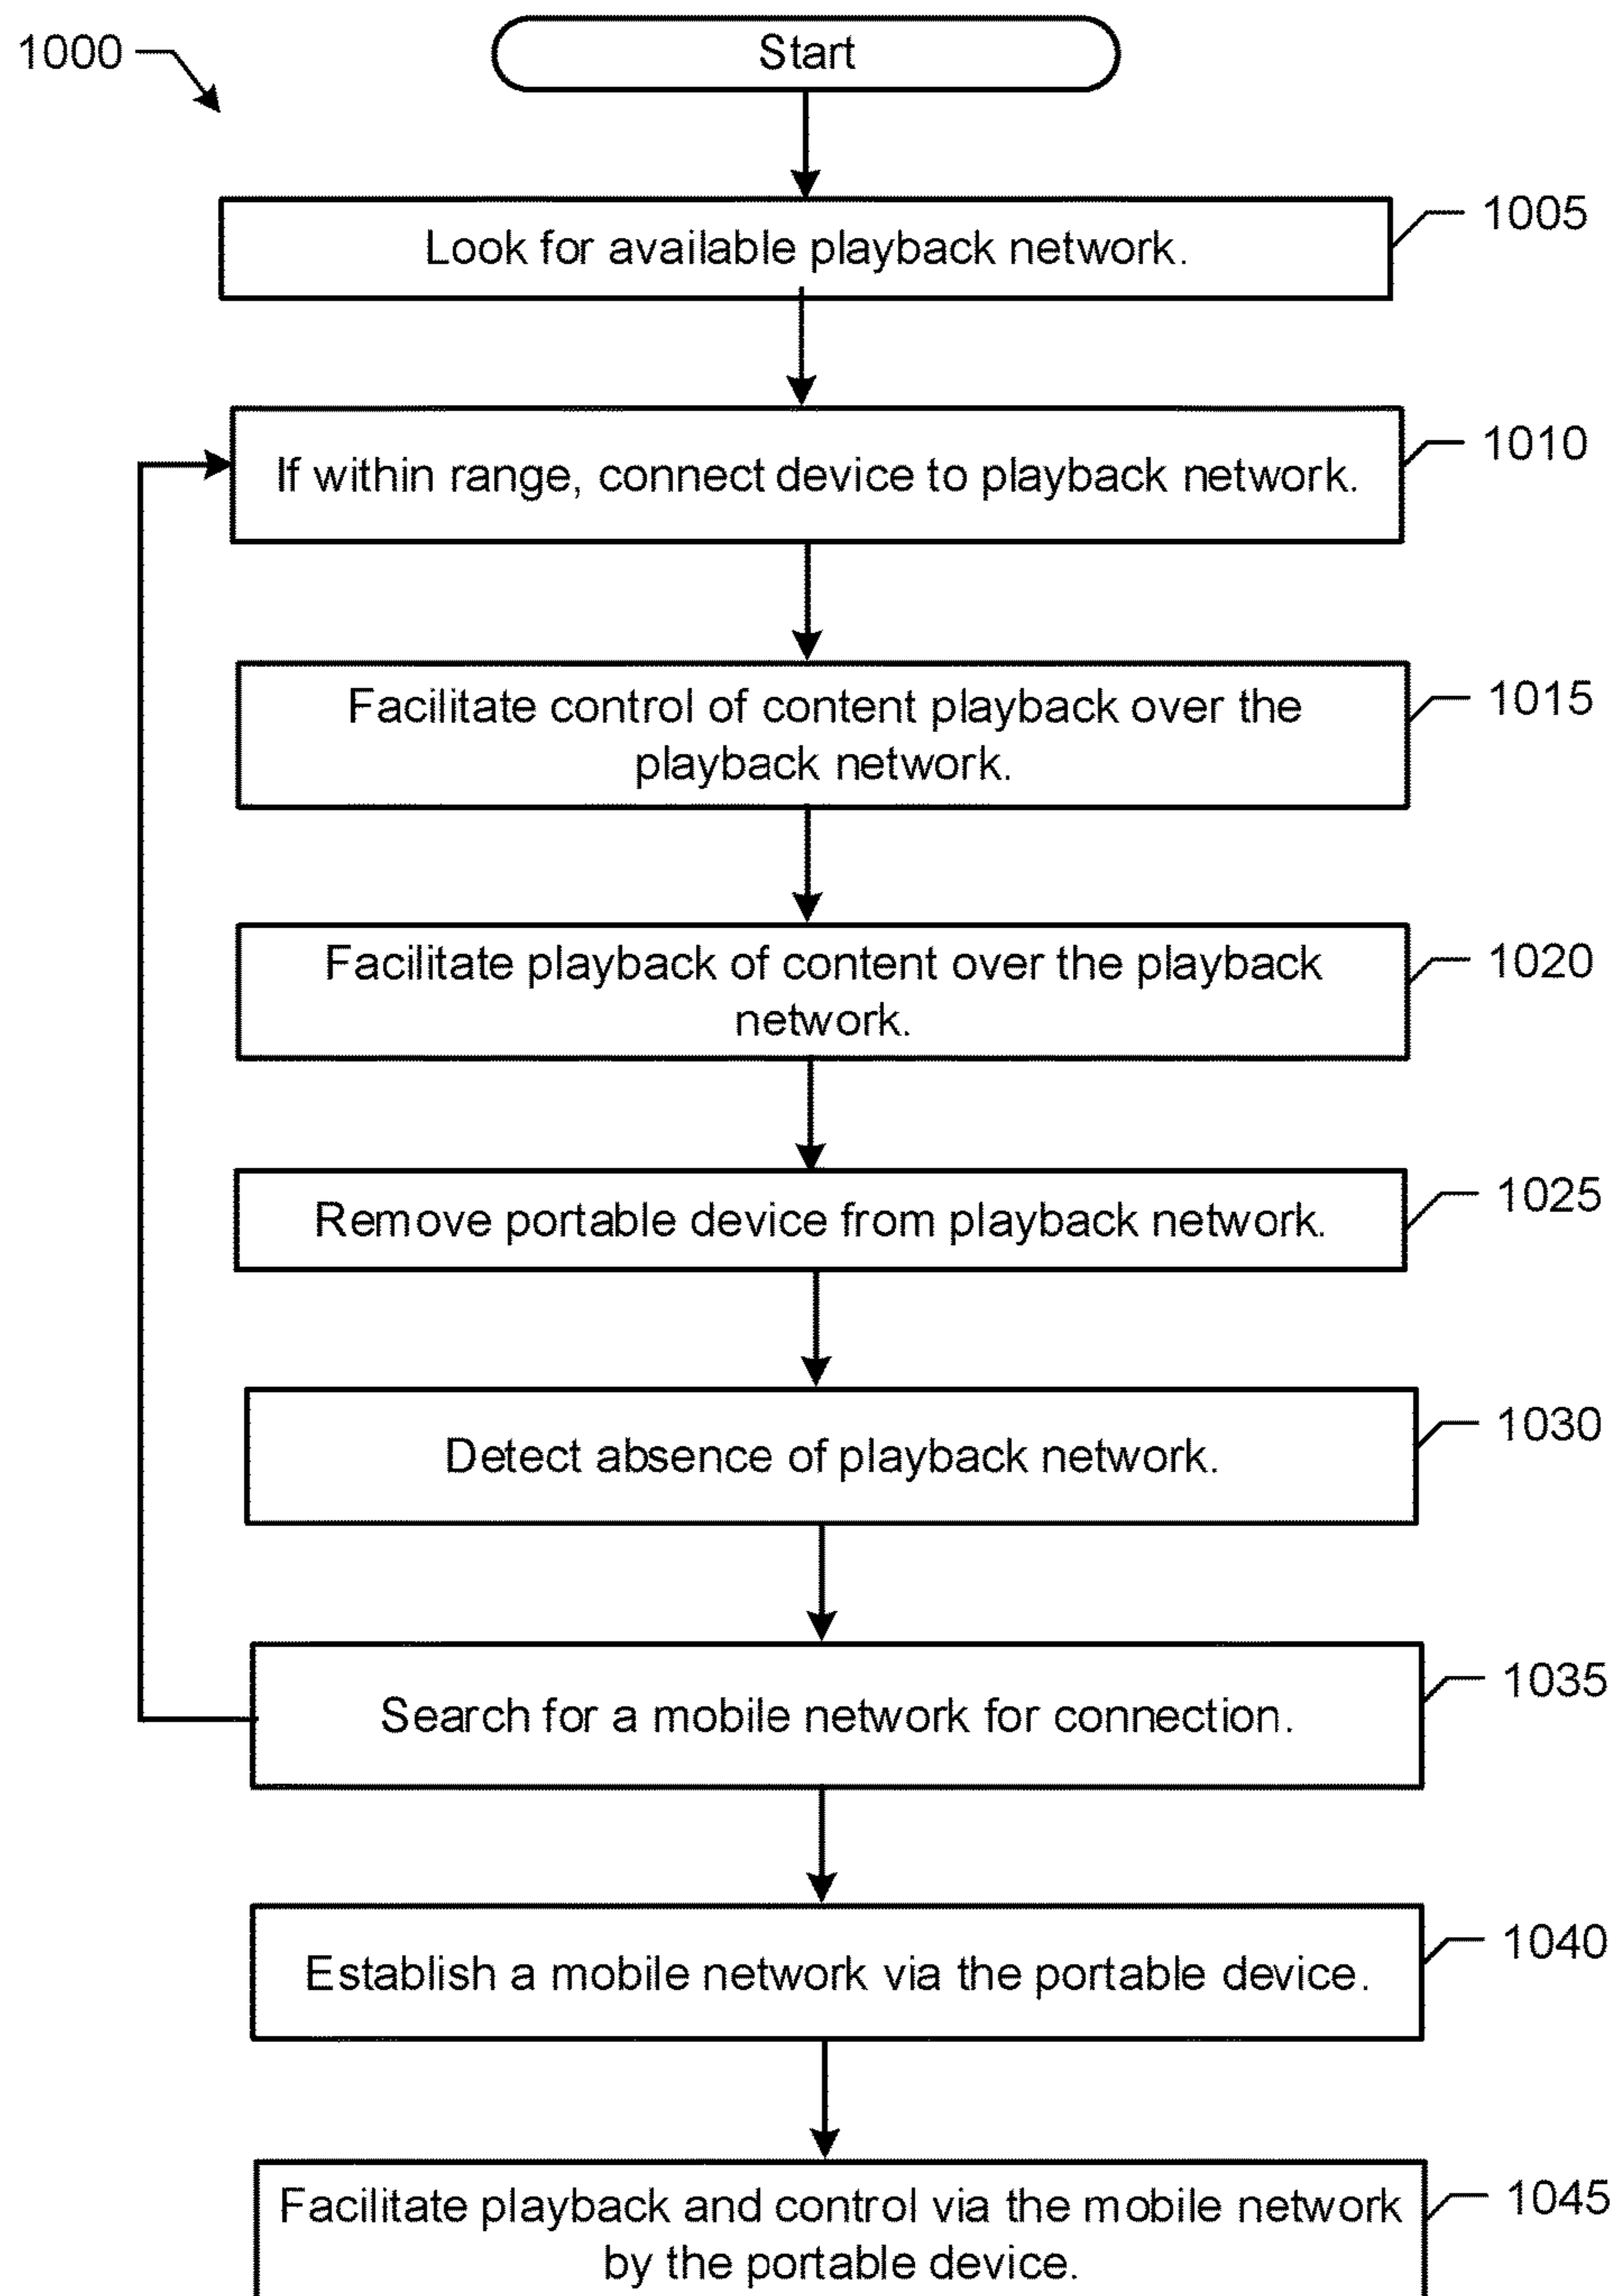 1000
Start
Look for available playback network.
1005
If within range, connect device to playback network.
1010
Facilitate control of content playback over the
playback network.
1015
Facilitate playback of content over the playback
network.
1020
Remove portable device from playback network.
1025
Detect absence of playback network.
1030
Search for a mobile network for connection.
1035
Establish a mobile network via the portable device.
1040
Facilitate playback and control via the mobile network
by the portable device.
1045